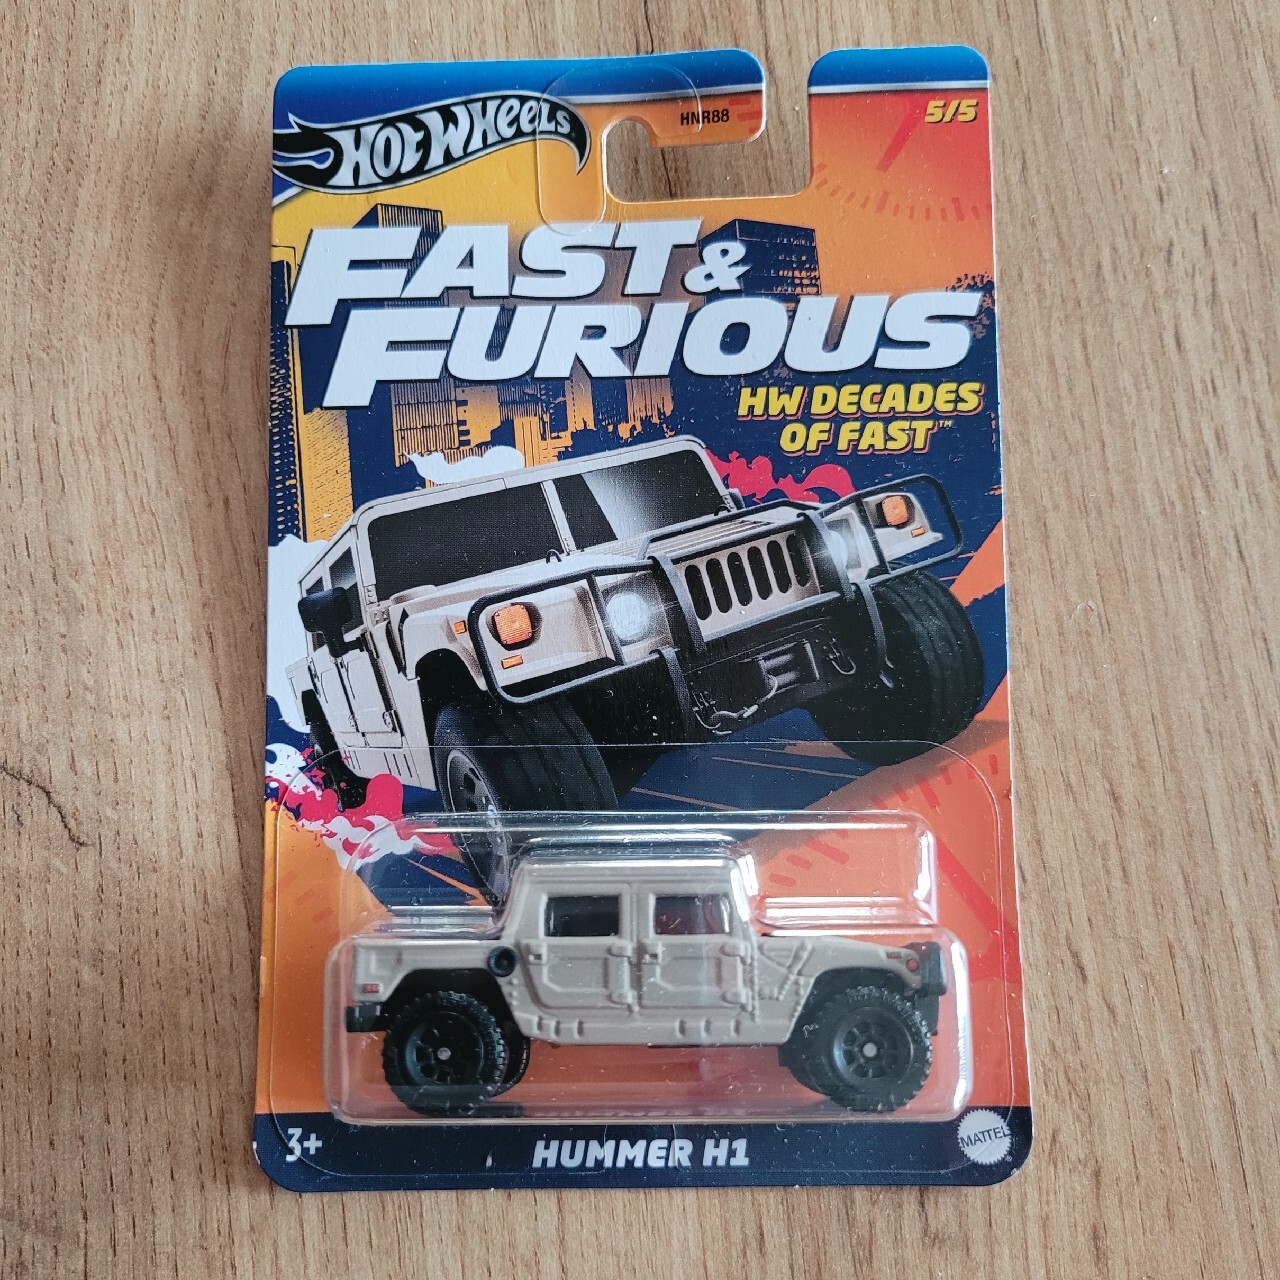 HOT WHEELS
HNR88
5/5
FAST &
FURIOUS
HW DECADES
OF FAST™
3+
HUMMER H1
MATTEL